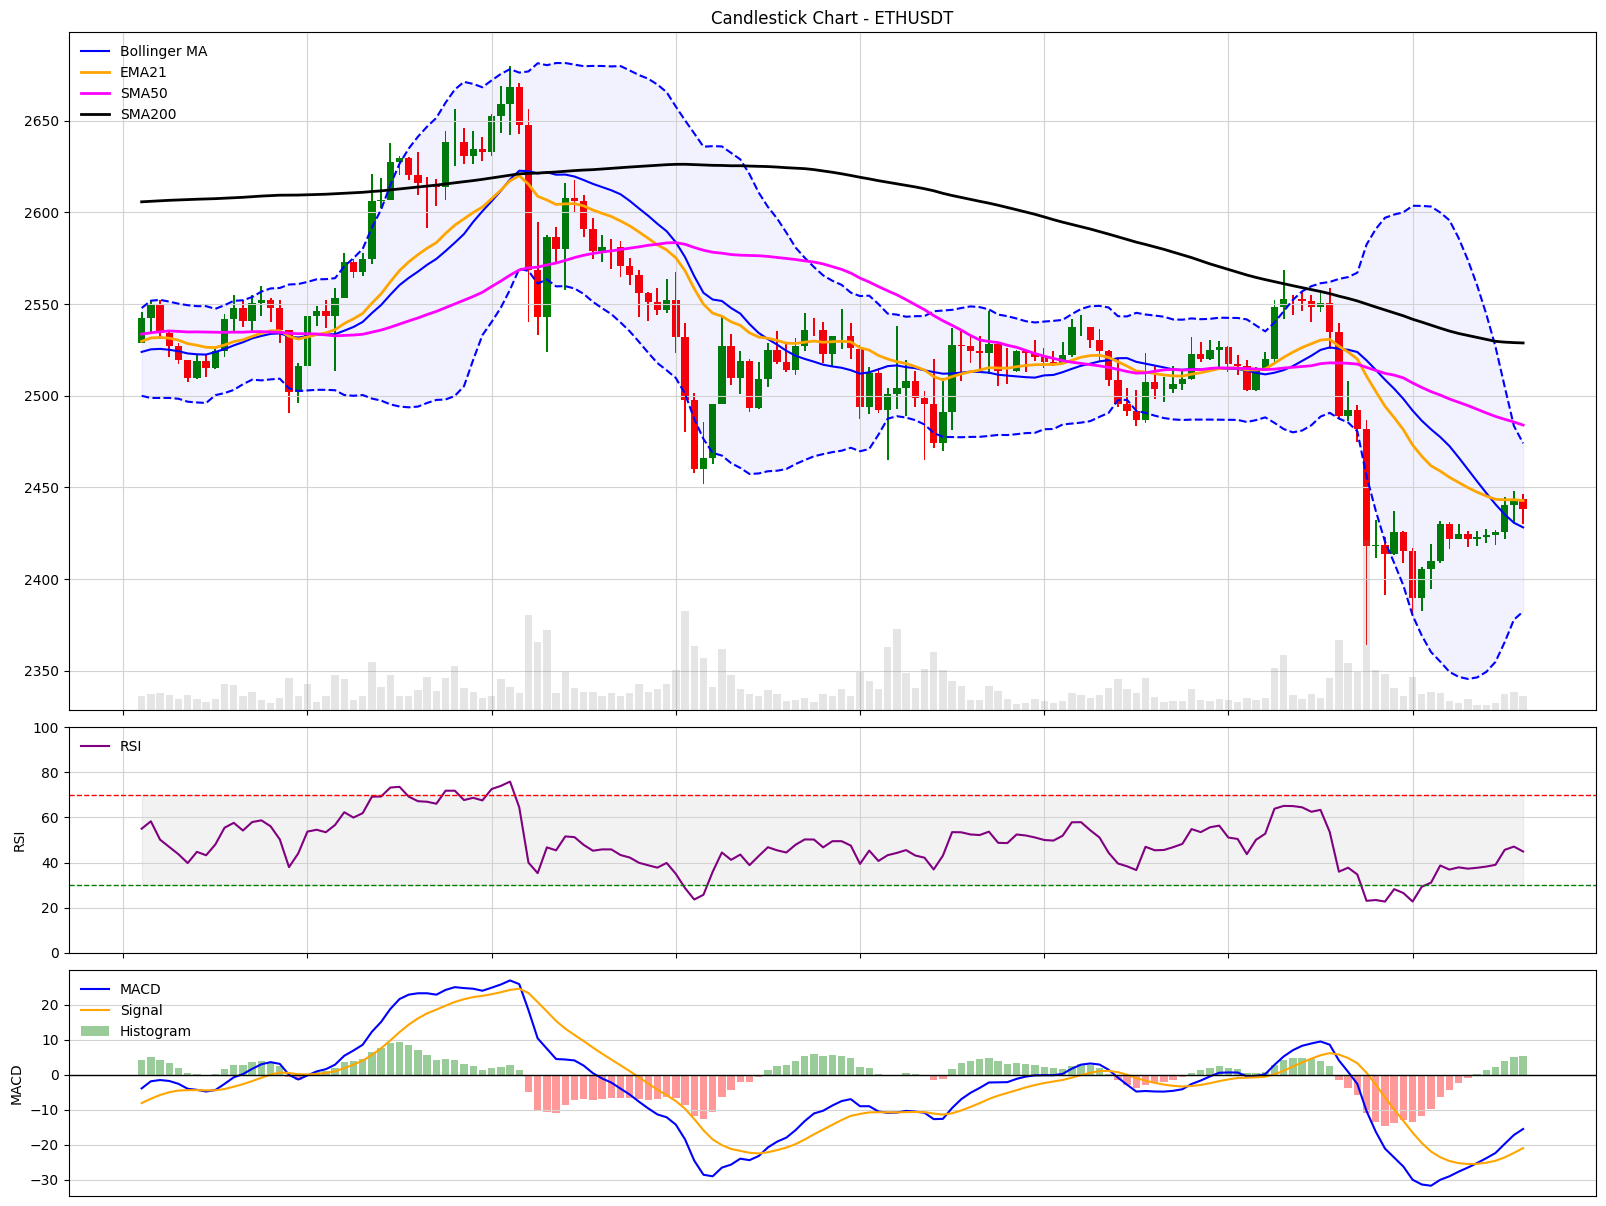 Candlestick Chart - ETHUSDT
Bollinger MA
EMA21
SMA50
SMA200
2650
2600
2550
2500
2450
2400
2350
RSI
100
80
60
40
20
0
RSI
MACD
Signal
Histogram
20
10
0
−10
−20
−30
MACD